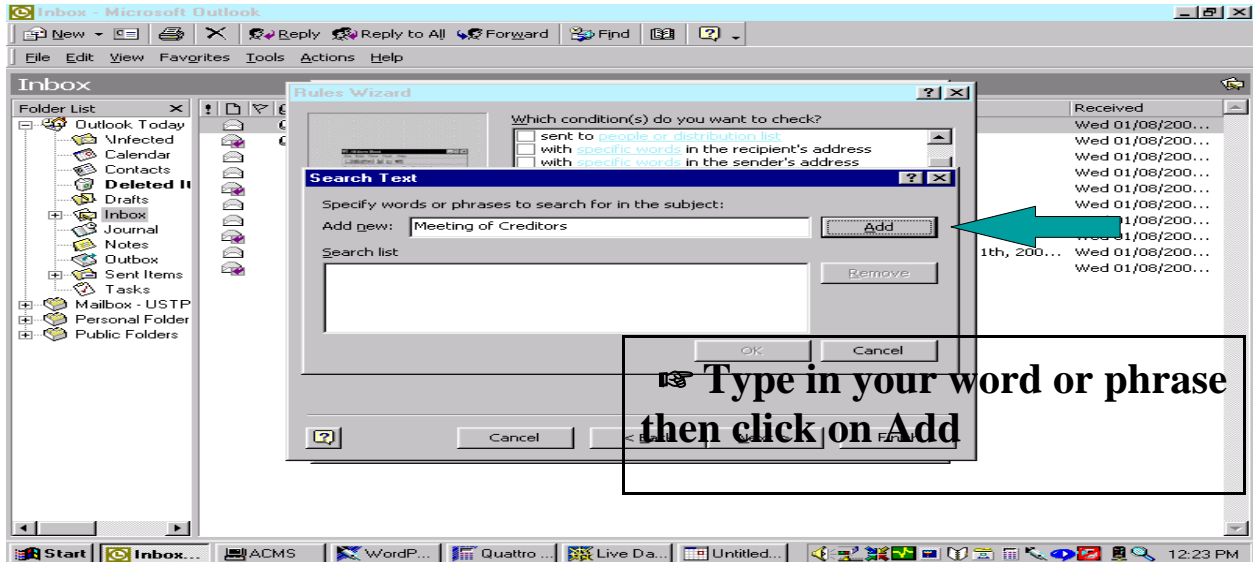 Inbox - Microsoft Outlook
New Reply Reply to All Forward Find
File Edit View Favorites Tools Actions Help
Inbox
Folder List
Outlook Today
\Infected
Calendar
Contacts
Deleted It
Drafts
Inbox
Journal
Notes
Outbox
Sent Items
Tasks
Mailbox - USTP
Personal Folder
Public Folders
Received
Wed 01/08/200...
Wed 01/08/200...
Wed 01/08/200...
Wed 01/08/200...
Wed 01/08/200...
Wed 01/08/200...
01/08/200...
01/08/200...
1th, 200... Wed 01/08/200...
Wed 01/08/200...
Rules Wizard
Which condition(s) do you want to check?
sent to people or distribution list
with specific words in the recipient's address
with specific words in the sender's address
Search Text
Specify words or phrases to search for in the subject:
Add new: Meeting of Creditors Add
Search list
Remove
OK Cancel
☞ Type in your word or phrase
then click on Add
Cancel
Start Inbox... ACMS WordP... Quattro ... Live Da... Untitled... 12:23 PM